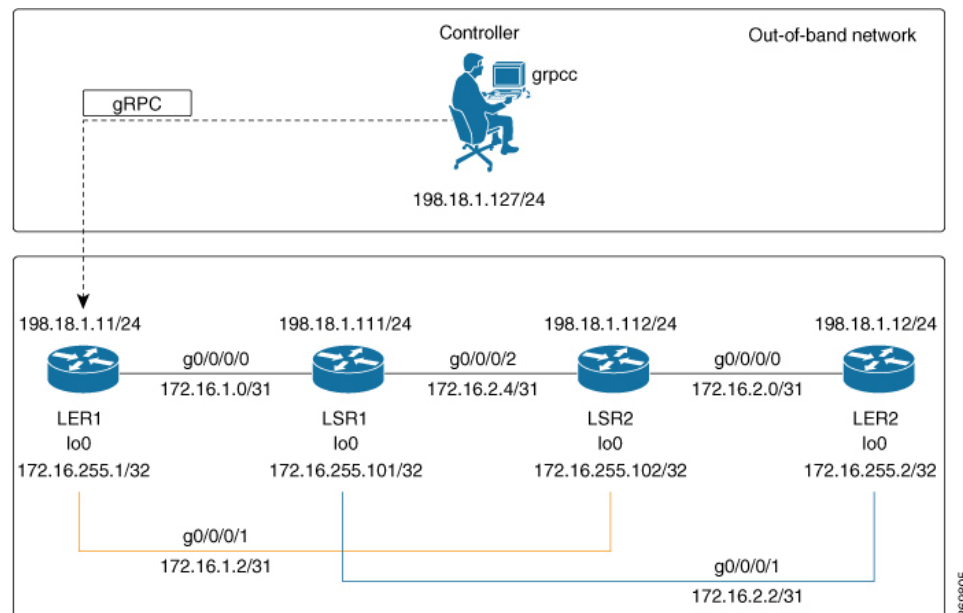 Controller
Out-of-band network
grpcc
gRPC
198.18.1.127/24
198.18.1.11/24
198.18.1.111/24
198.18.1.112/24
198.18.1.12/24
g0/0/0/0
g0/0/0/2
g0/0/0/0
172.16.1.0/31
172.16.2.4/31
172.16.2.0/31
LER1
LSR1
LSR2
LER2
lo0
lo0
lo0
lo0
172.16.255.1/32
172.16.255.101/32
172.16.255.102/32
172.16.255.2/32
g0/0/0/1
172.16.1.2/31
g0/0/0/1
172.16.2.2/31